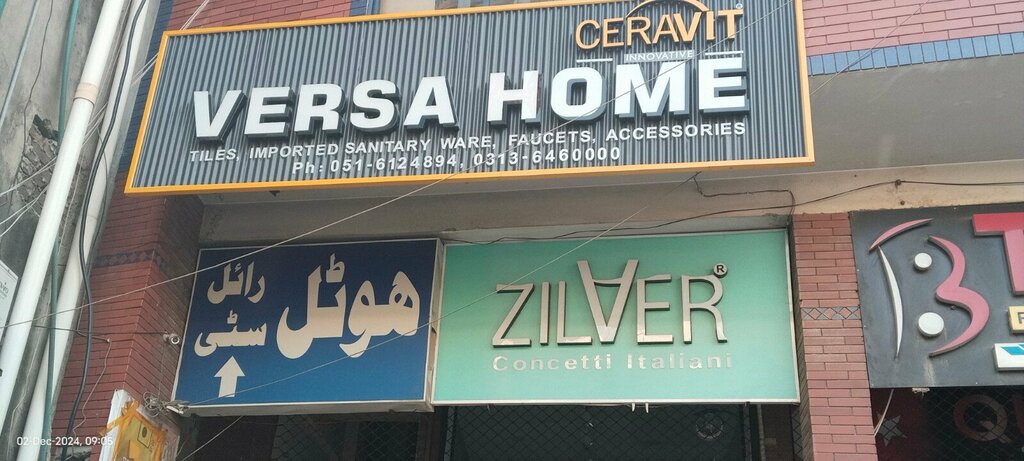 CERAVIT
INNOVATIVE
VERSA HOME
TILES, IMPORTED SANITARY WARE, FAUCETS, ACCESSORIES
Ph: 051-6124894, 0313-6460000
ہوٹل رائل
سٹی
ZILVER®
Concetti Italiani
02-Dec-2024, 09:05